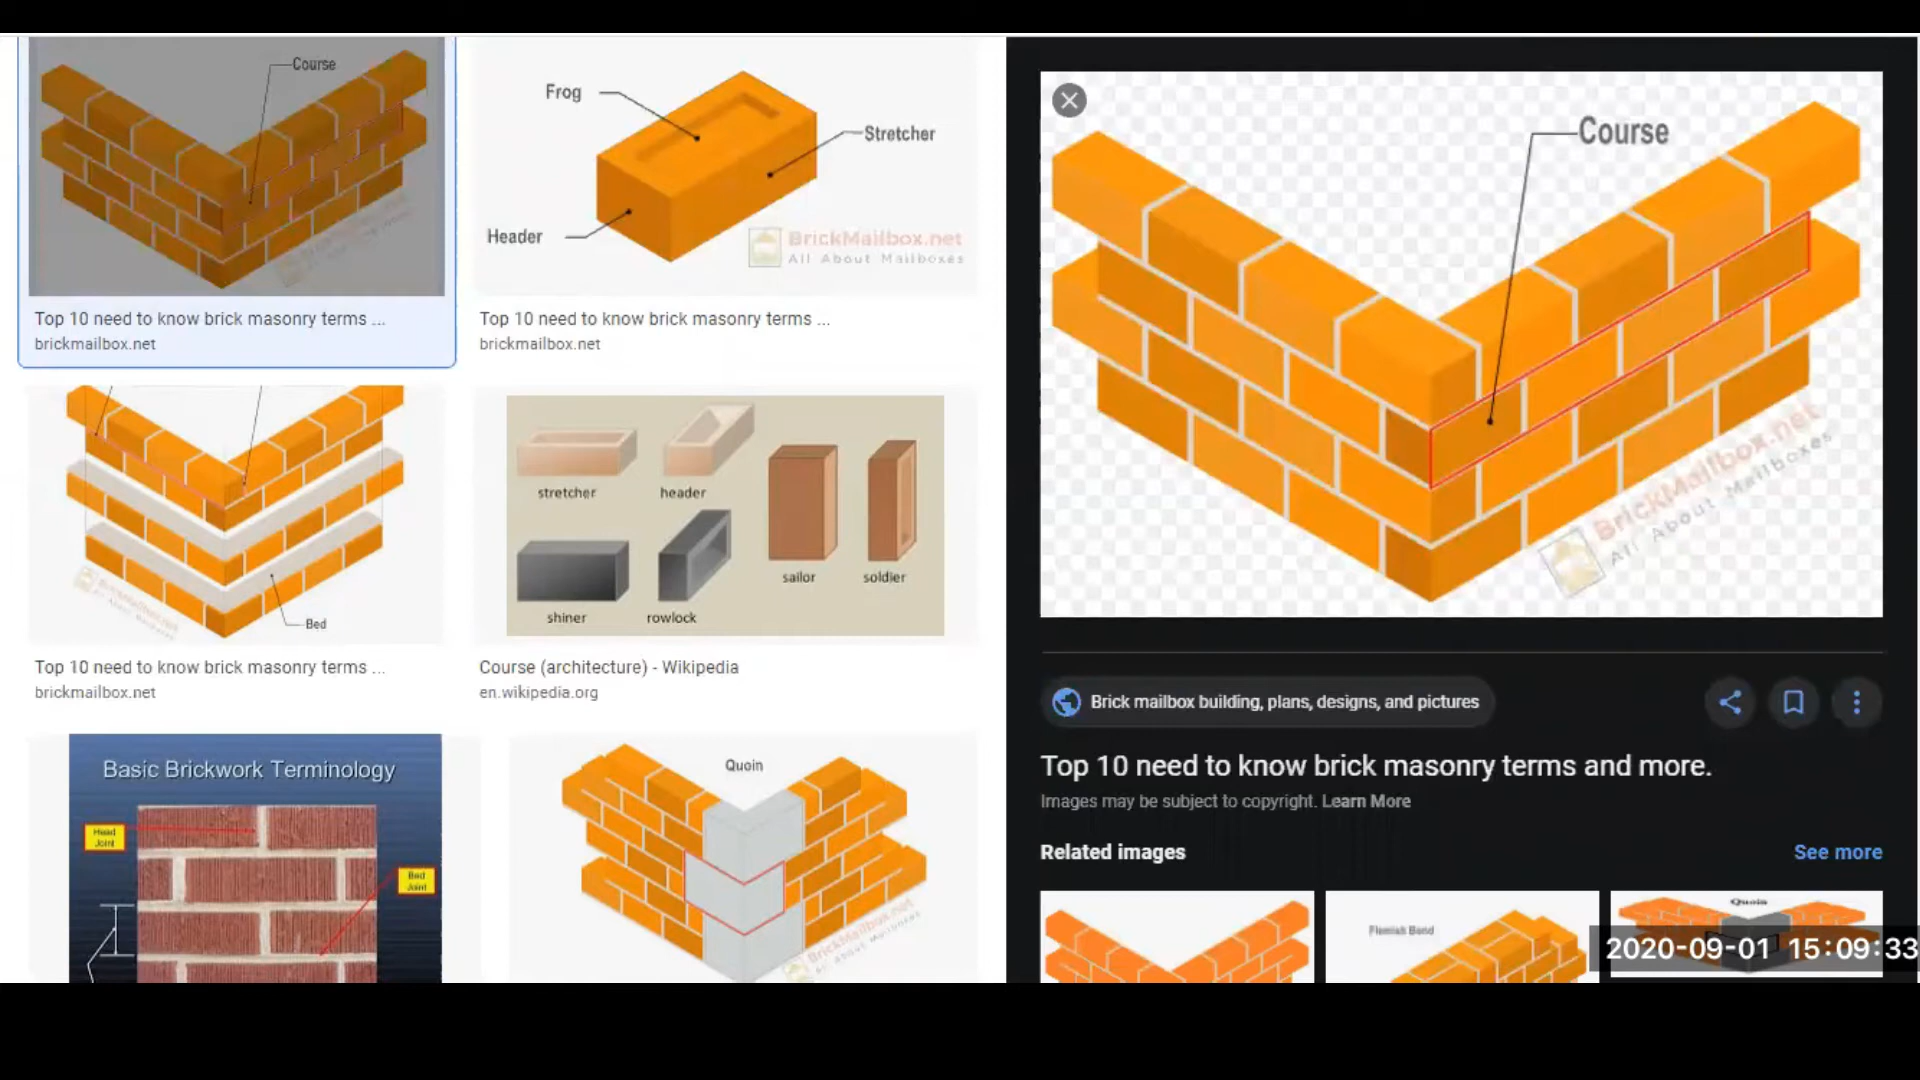 Course
Top 10 need to know brick masonry terms ...
brickmailbox.net
Frog
Stretcher
Header
BrickMailbox.net
All About Mailboxes
Top 10 need to know brick masonry terms ...
brickmailbox.net
Bed
Top 10 need to know brick masonry terms ...
brickmailbox.net
stretcher
header
sailor
soldier
shiner
rowlock
Course (architecture) - Wikipedia
en.wikipedia.org
Basic Brickwork Terminology
Head
Joint
Bed
Joint
Quoin
BrickMailbox.net
Course
BrickMailbox.net
All About Mailboxes
Brick mailbox building, plans, designs, and pictures
Top 10 need to know brick masonry terms and more.
Images may be subject to copyright. Learn More
Related images
See more
Flemish Bond
Quoin
2020-09-01 15:09:33